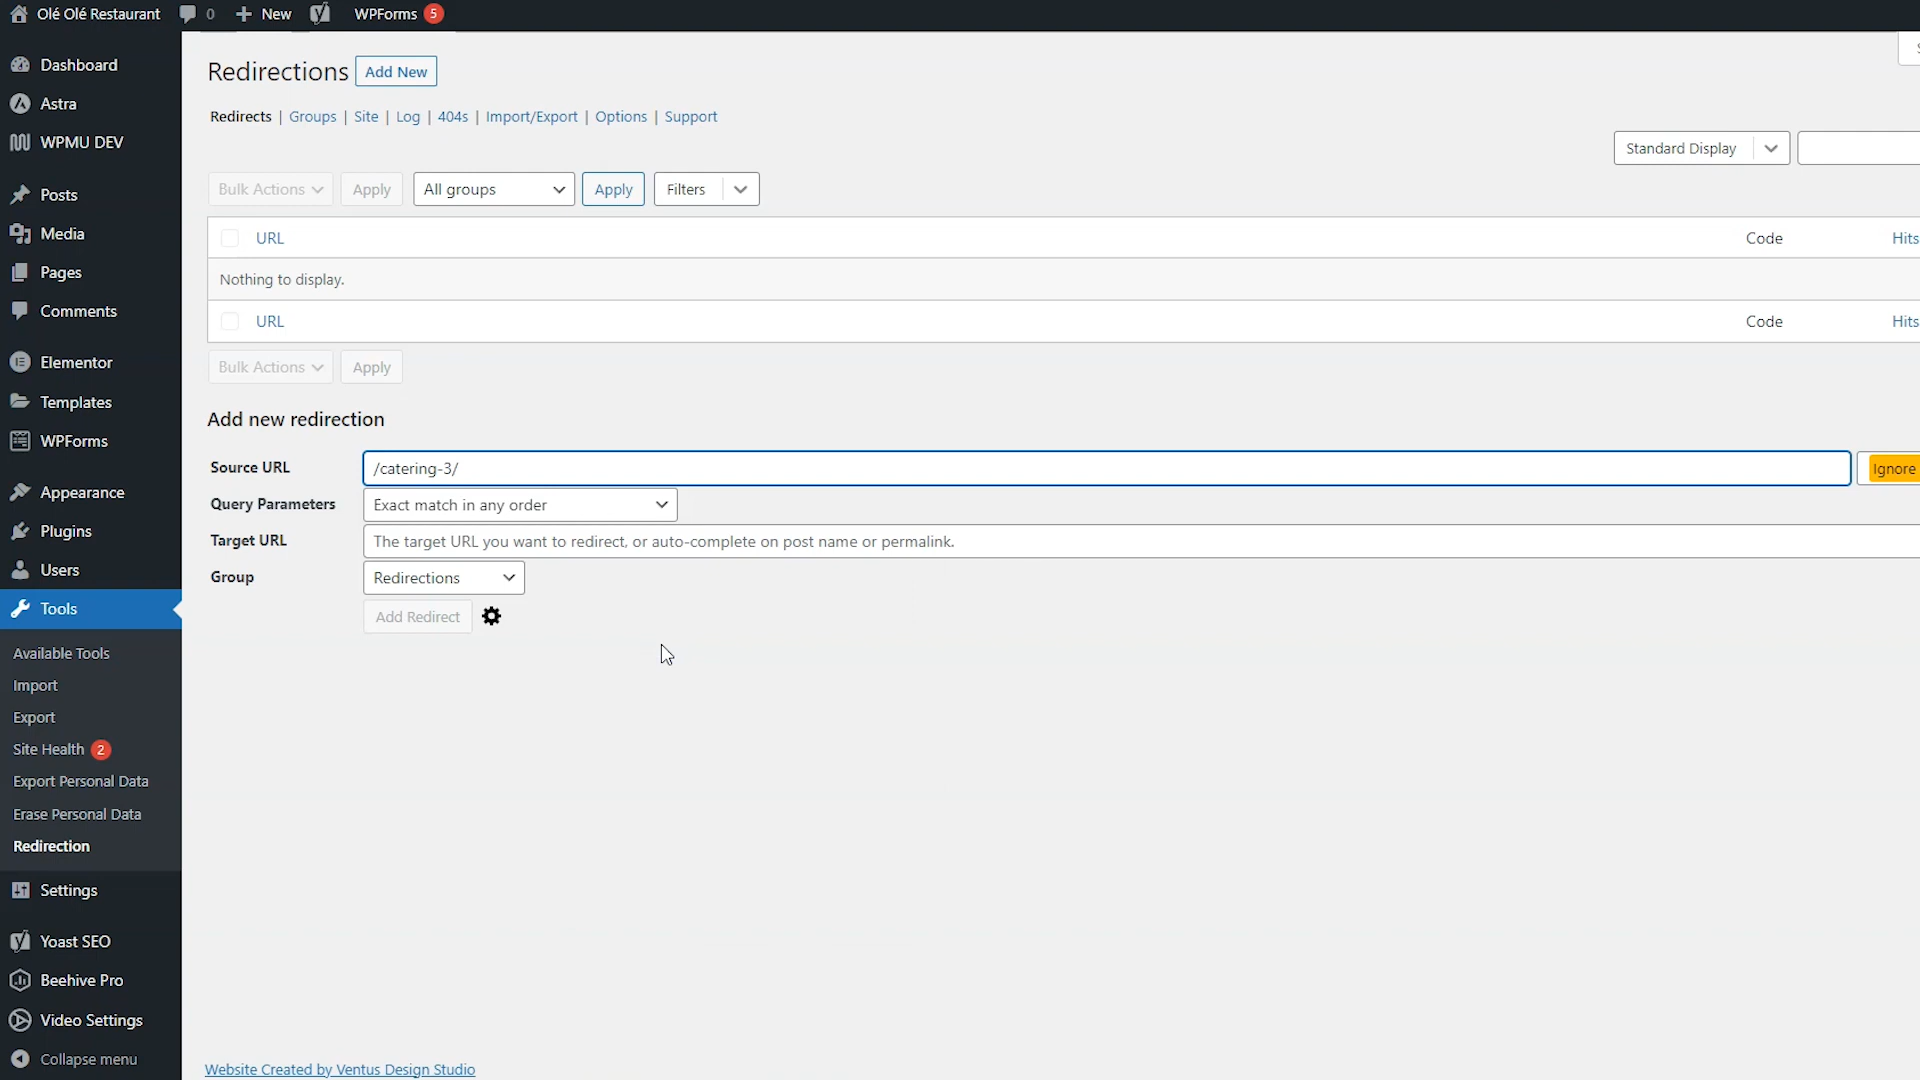 Olé Olé Restaurant 0 New WPForms 5
Dashboard
Astra
WPMU DEV
Posts
Media
Pages
Comments
Elementor
Templates
WPForms
Appearance
Plugins
Users
Tools
Available Tools
Import
Export
Site Health 2
Export Personal Data
Erase Personal Data
Redirection
Settings
Yoast SEO
Beehive Pro
Video Settings
Collapse menu
Redirections Add New
Redirects | Groups | Site | Log | 404s | Import/Export | Options | Support
Standard Display
Bulk Actions Apply All groups Apply Filters
URL Code Hits
Nothing to display.
URL Code Hits
Bulk Actions Apply
Add new redirection
Source URL /catering-3/ Ignore
Query Parameters Exact match in any order
Target URL The target URL you want to redirect, or auto-complete on post name or permalink.
Group Redirections
Add Redirect
Website Created by Ventus Design Studio